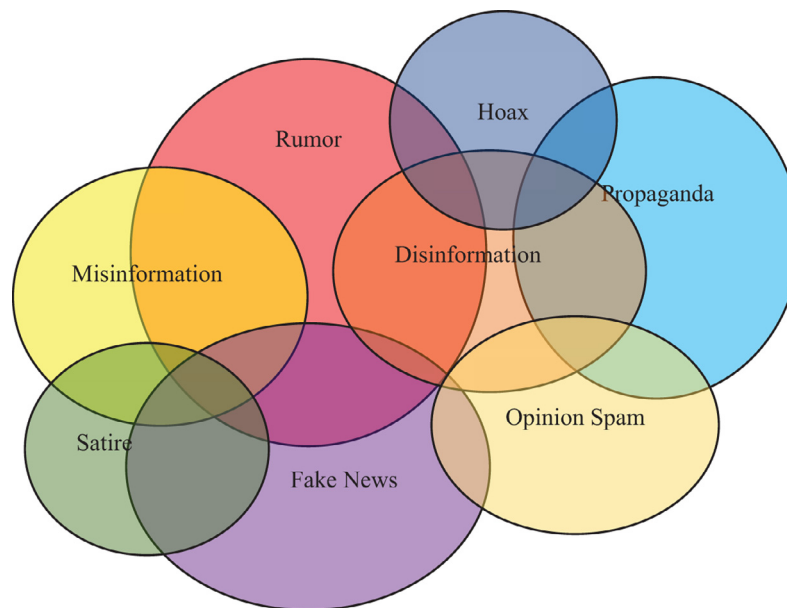 Hoax
Rumor
Propaganda
Disinformation
Misinformation
Opinion Spam
Satire
Fake News